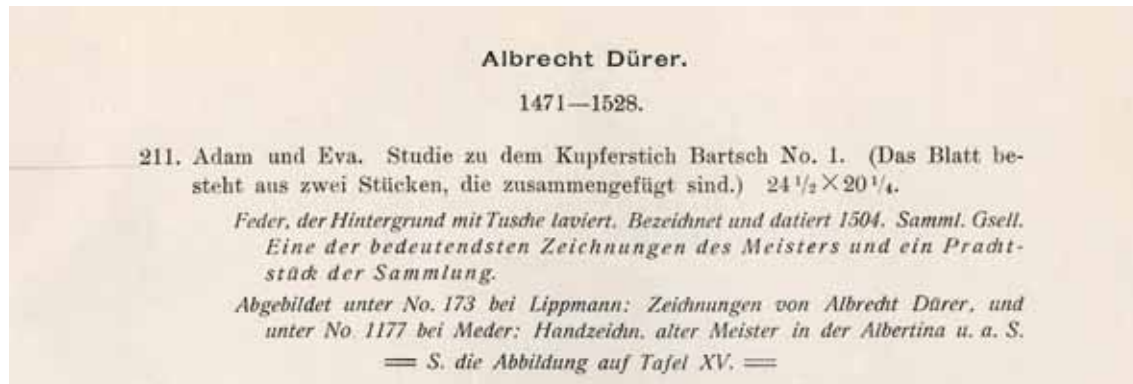 Albrecht Dürer.
1471—1528.
211. Adam und Eva. Studie zu dem Kupferstich Bartsch No. 1. (Das Blatt be-
steht aus zwei Stücken, die zusammengefügt sind.) 24 1/2 × 20 1/4.
Feder, der Hintergrund mit Tusche laviert. Bezeichnet und datiert 1504. Samml. Gsell.
Eine der bedeutendsten Zeichnungen des Meisters und ein Pracht-
stück der Sammlung.
Abgebildet unter No. 173 bei Lippmann: Zeichnungen von Albrecht Dürer, und
unter No. 1177 bei Meder: Handzeichn. alter Meister in der Albertina u. a. S.
== S. die Abbildung auf Tafel XV. ==